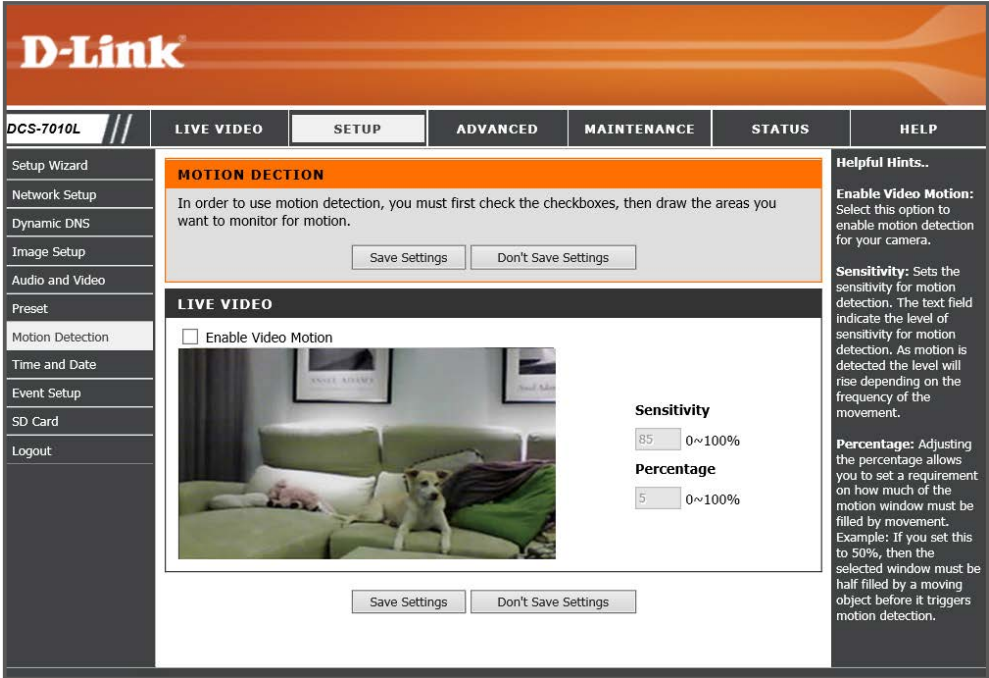 D-Link
DCS-7010L
LIVE VIDEO
SETUP
ADVANCED
MAINTENANCE
STATUS
HELP
Setup Wizard
Network Setup
Dynamic DNS
Image Setup
Audio and Video
Preset
Motion Detection
Time and Date
Event Setup
SD Card
Logout
MOTION DECTION
In order to use motion detection, you must first check the checkboxes, then draw the areas you
want to monitor for motion.
Save Settings
Don't Save Settings
LIVE VIDEO
Enable Video Motion
ANSEL ADAMS
Sensitivity
85 0~100%
Percentage
5 0~100%
Save Settings
Don't Save Settings
Helpful Hints..
Enable Video Motion:
Select this option to
enable motion detection
for your camera.
Sensitivity: Sets the
sensitivity for motion
detection. The text field
indicate the level of
sensitivity for motion
detection. As motion is
detected the level will
rise depending on the
frequency of the
movement.
Percentage: Adjusting
the percentage allows
you to set a requirement
on how much of the
motion window must be
filled by movement.
Example: If you set this
to 50%, then the
selected window must be
half filled by a moving
object before it triggers
motion detection.